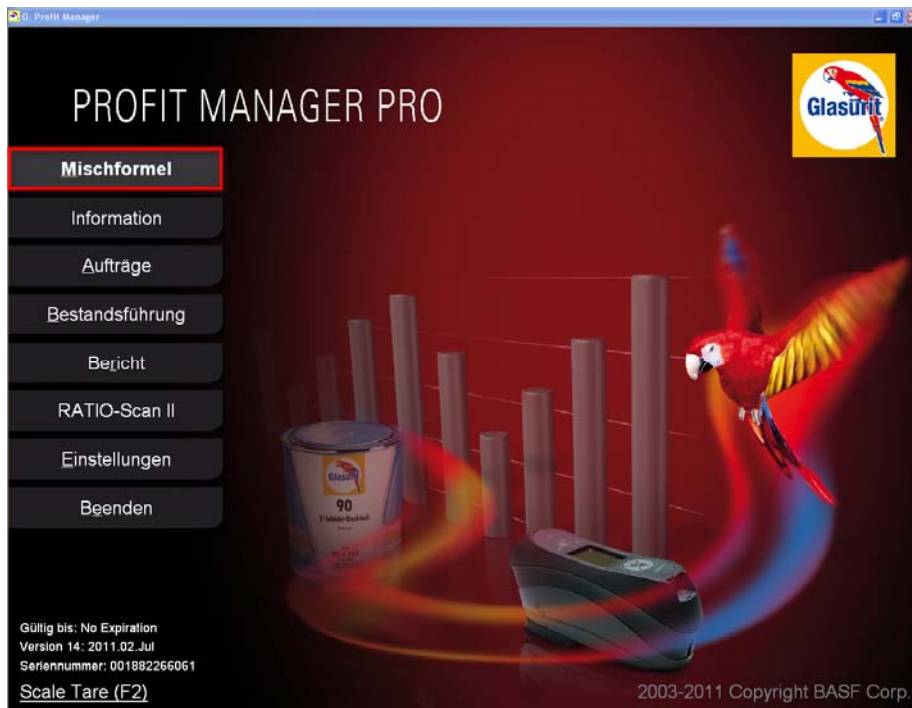 0. Profit Manager
PROFIT MANAGER PRO
Glasurit
Mischformel
Information
Aufträge
Bestandsführung
Bericht
RATIO-Scan II
Einstellungen
Beenden
Glasurit
90
Gültig bis: No Expiration
Version 14: 2011.02.Jul
Seriennummer: 001882266061
Scale Tare (F2)
2003-2011 Copyright BASF Corp.